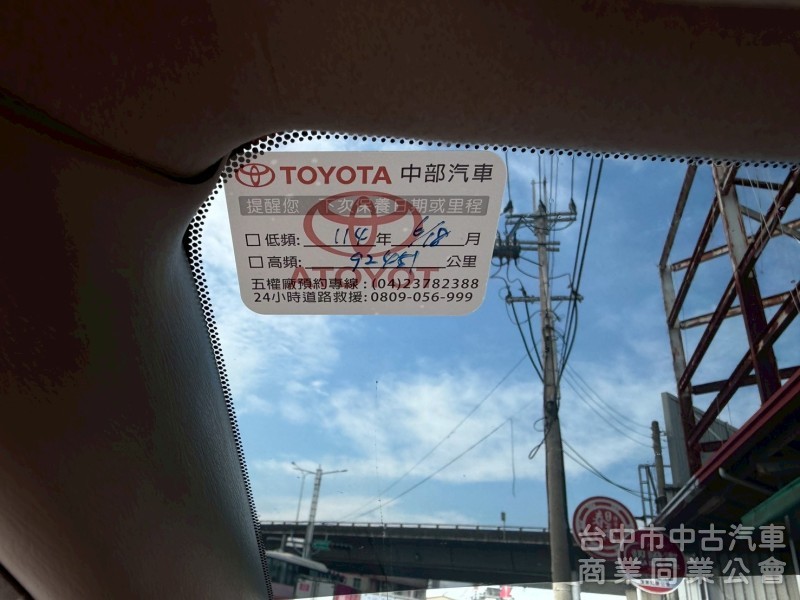 TOYOTA 中部汽車
提醒您 下次保養日期或里程
低頻: 114 年 6/18 月
高頻: 92451 公里
TOYOTA
五權廠預約專線：(04)23782388
24小時道路救援: 0809-056-999
台中市中古汽車
商業同業公會